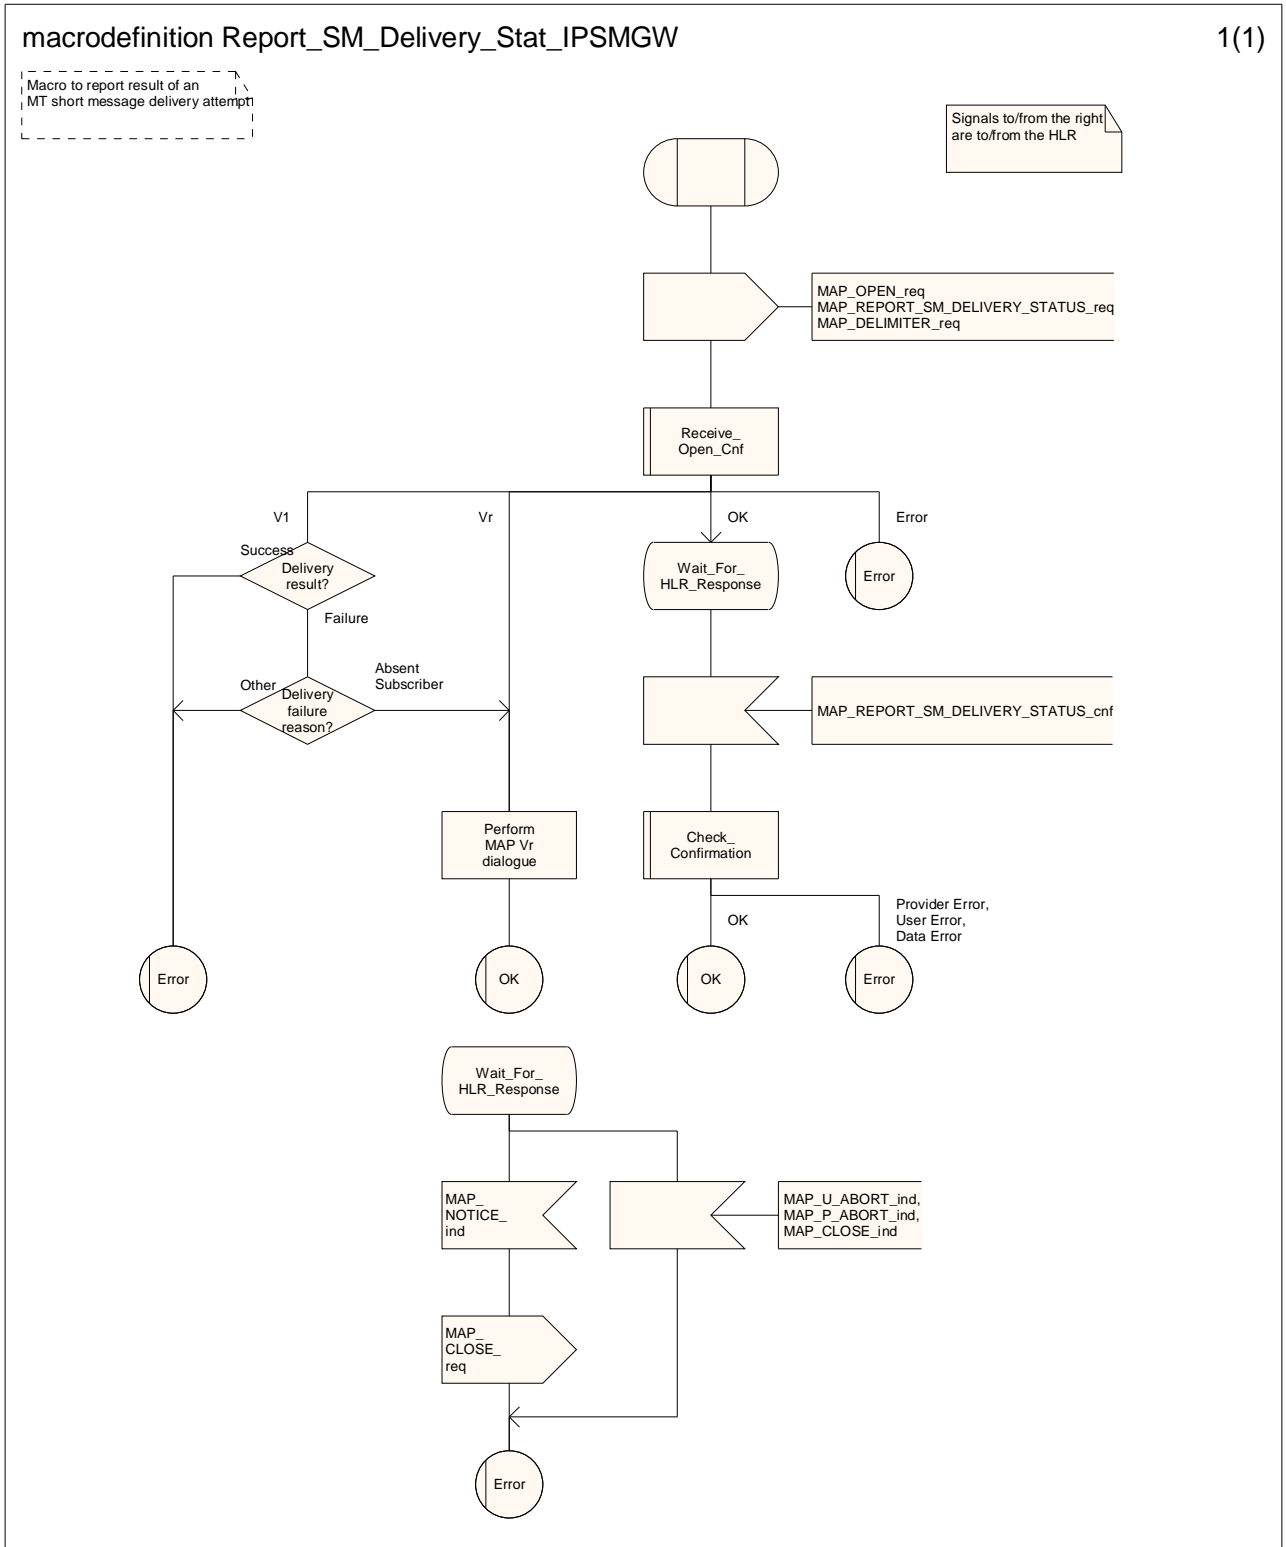 macrodefinition Report_SM_Delivery_Stat_IPSMGW
1(1)
Macro to report result of an
MT short message delivery attempt
Signals to/from the right
are to/from the HLR
MAP_OPEN_req
MAP_REPORT_SM_DELIVERY_STATUS_req
MAP_DELIMITER_req
Receive_
Open_Cnf
V1
Vr
OK
Error
Success
Delivery
result?
Wait_For_
HLR_Response
Error
Failure
Absent
Subscriber
Other
Delivery
failure
reason?
MAP_REPORT_SM_DELIVERY_STATUS_cnf
Perform
MAP Vr
dialogue
Check_
Confirmation
OK
Provider Error,
User Error,
Data Error
Error
OK
OK
Error
Wait_For_
HLR_Response
MAP_
NOTICE_
ind
MAP_U_ABORT_ind,
MAP_P_ABORT_ind,
MAP_CLOSE_ind
MAP_
CLOSE_
req
Error